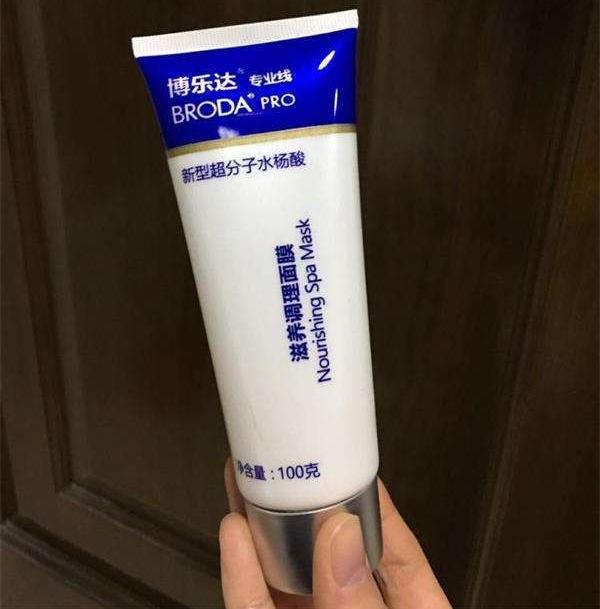 博乐达® 专业线
BRODA® PRO
新型超分子水杨酸
滋养调理面膜
Nourishing Spa Mask
净含量:100克